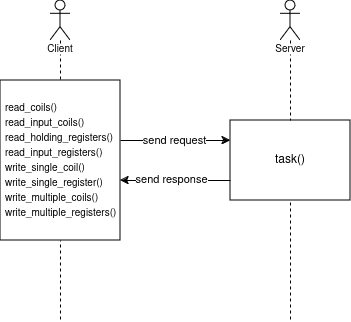 Client
Server
read_coils()
read_input_coils()
read_holding_registers()
read_input_registers()
write_single_coil()
write_single_register()
write_multiple_coils()
write_multiple_registers()
send request
send response
task()